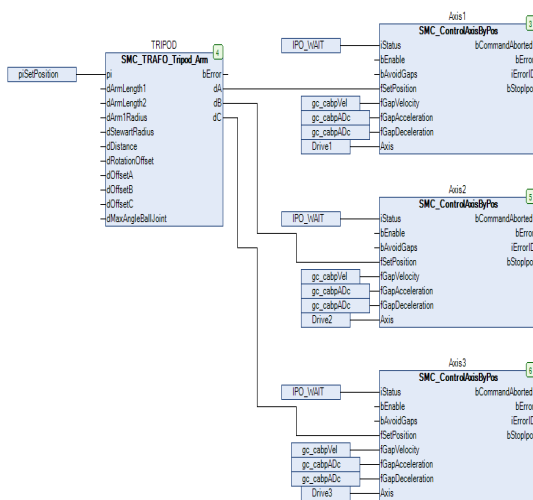 Axis1
3
SMC_ControlAxisByPos
IPO_WAIT
iStatus
bCommandAborted
bEnable
bError
bAvoidGaps
iErrorID
fSetPosition
bStopIpo
gc_cabpVel
fGapVelocity
gc_cabpADc
fGapAcceleration
gc_cabpADc
fGapDeceleration
Drive1
Axis
TRIPOD
4
SMC_TRAFO_Tripod_Arm
piSetPosition
pi
bError
dArmLength1
dA
dArmLength2
dB
dArm1Radius
dC
dStewartRadius
dDistance
dRotationOffset
dOffsetA
dOffsetB
dOffsetC
dMaxAngleBallJoint
Axis2
5
SMC_ControlAxisByPos
IPO_WAIT
iStatus
bCommandAborted
bEnable
bError
bAvoidGaps
iErrorID
fSetPosition
bStopIpo
gc_cabpVel
fGapVelocity
gc_cabpADc
fGapAcceleration
gc_cabpADc
fGapDeceleration
Drive2
Axis
Axis3
6
SMC_ControlAxisByPos
IPO_WAIT
iStatus
bCommandAborted
bEnable
bError
bAvoidGaps
iErrorID
fSetPosition
bStopIpo
gc_cabpVel
fGapVelocity
gc_cabpADc
fGapAcceleration
gc_cabpADc
fGapDeceleration
Drive3
Axis